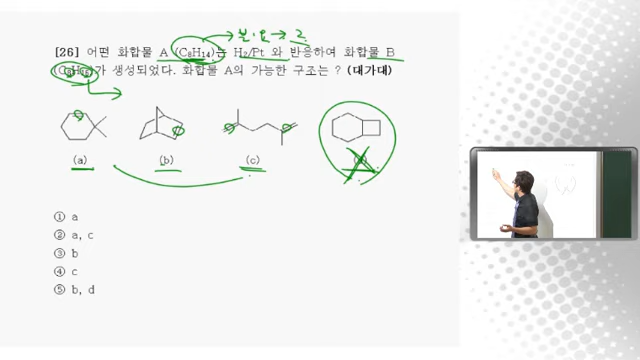 본·요 → 2
[26] 어떤 화합물 A (C₈H₁₄)는 H₂/Pt 와 반응하여 화합물 B
(C₈H₁₆)가 생성되었다. 화합물 A의 가능한 구조는 ? (대가대)
(a) (b) (c)
① a
② a, c
③ b
④ c
⑤ b, d